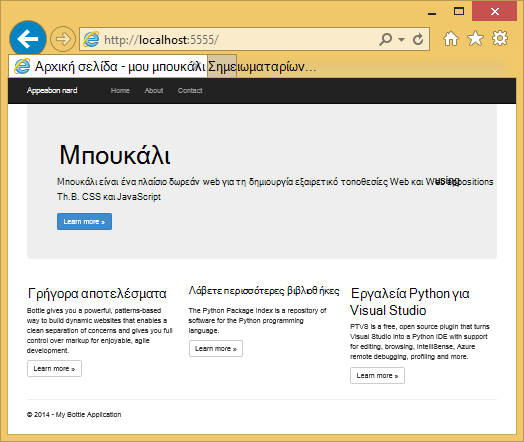 http://localhost:5555/
Αρχική σελίδα - μου μπουκάλι Σημειωματαρίων...
Appeabon nard Home About Contact
Μπουκάλι
Μπουκάλι είναι ένα πλαίσιο δωρεάν web για τη δημιουργία εξαιρετικό τοποθεσίες Web και Web using
Th.B. CSS και JavaScript
Learn more »
Γρήγορα αποτελέσματα
Bottle gives you a powerful, patterns-based
way to build dynamic websites that enables a
clean separation of concerns and gives you full
control over markup for enjoyable, agile
development.
Learn more »
Λάβετε περισσότερες βιβλιοθήκες
The Python Package Index is a repository of
software for the Python programming
language.
Learn more »
Εργαλεία Python για
Visual Studio
PTVS is a free, open source plugin that turns
Visual Studio into a Python IDE with support
for editing, browsing, IntelliSense, Azure
remote debugging, profiling and more.
Learn more »
© 2014 - My Bottle Application